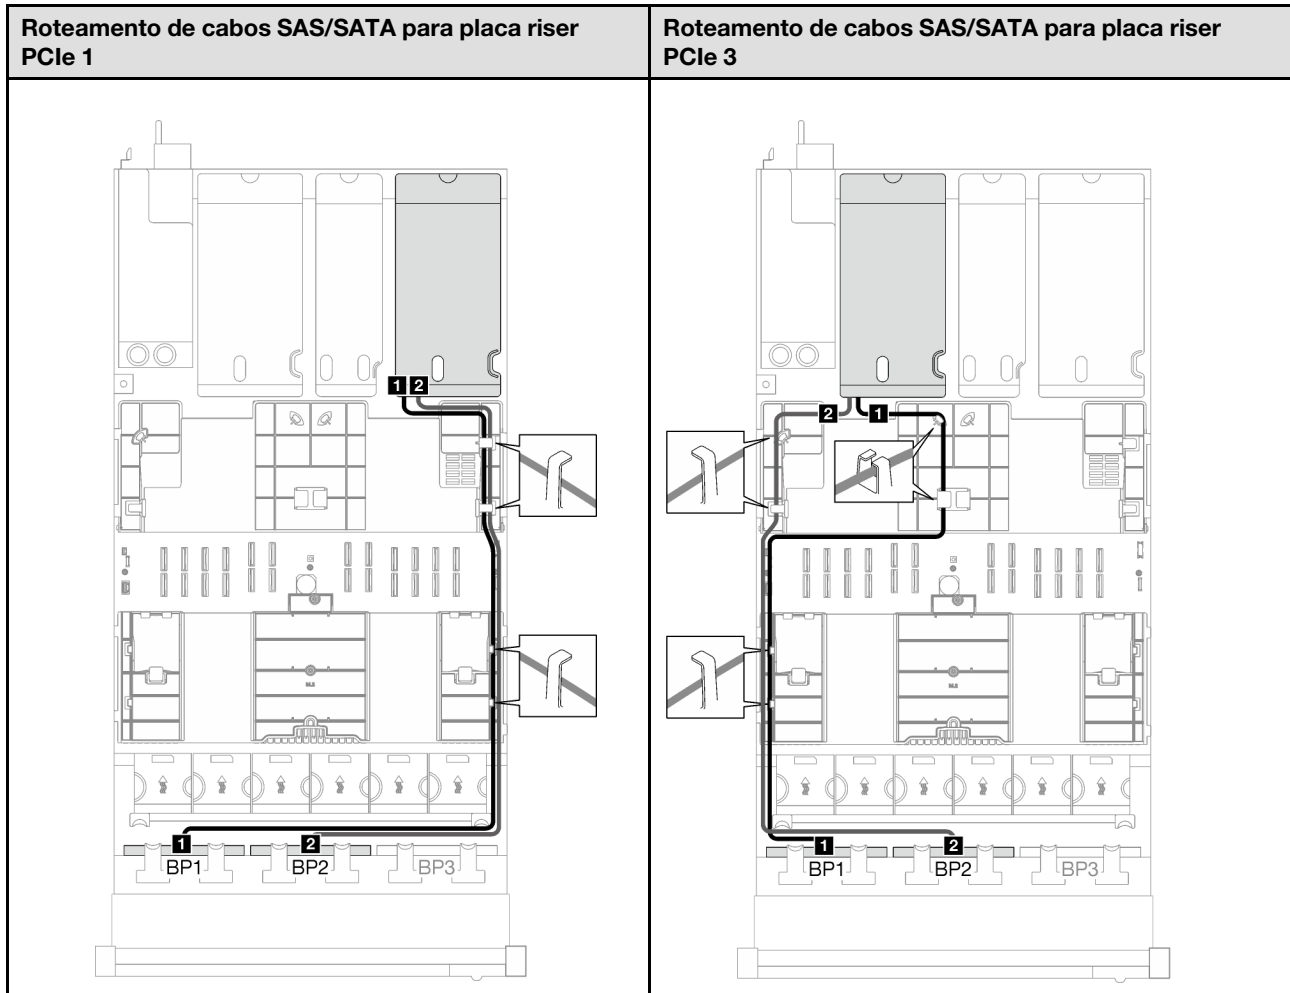 Roteamento de cabos SAS/SATA para placa riser
PCIe 1
Roteamento de cabos SAS/SATA para placa riser
PCIe 3
1 2
1 2
BP1 BP2 BP3
2 1
1 2
BP1 BP2 BP3